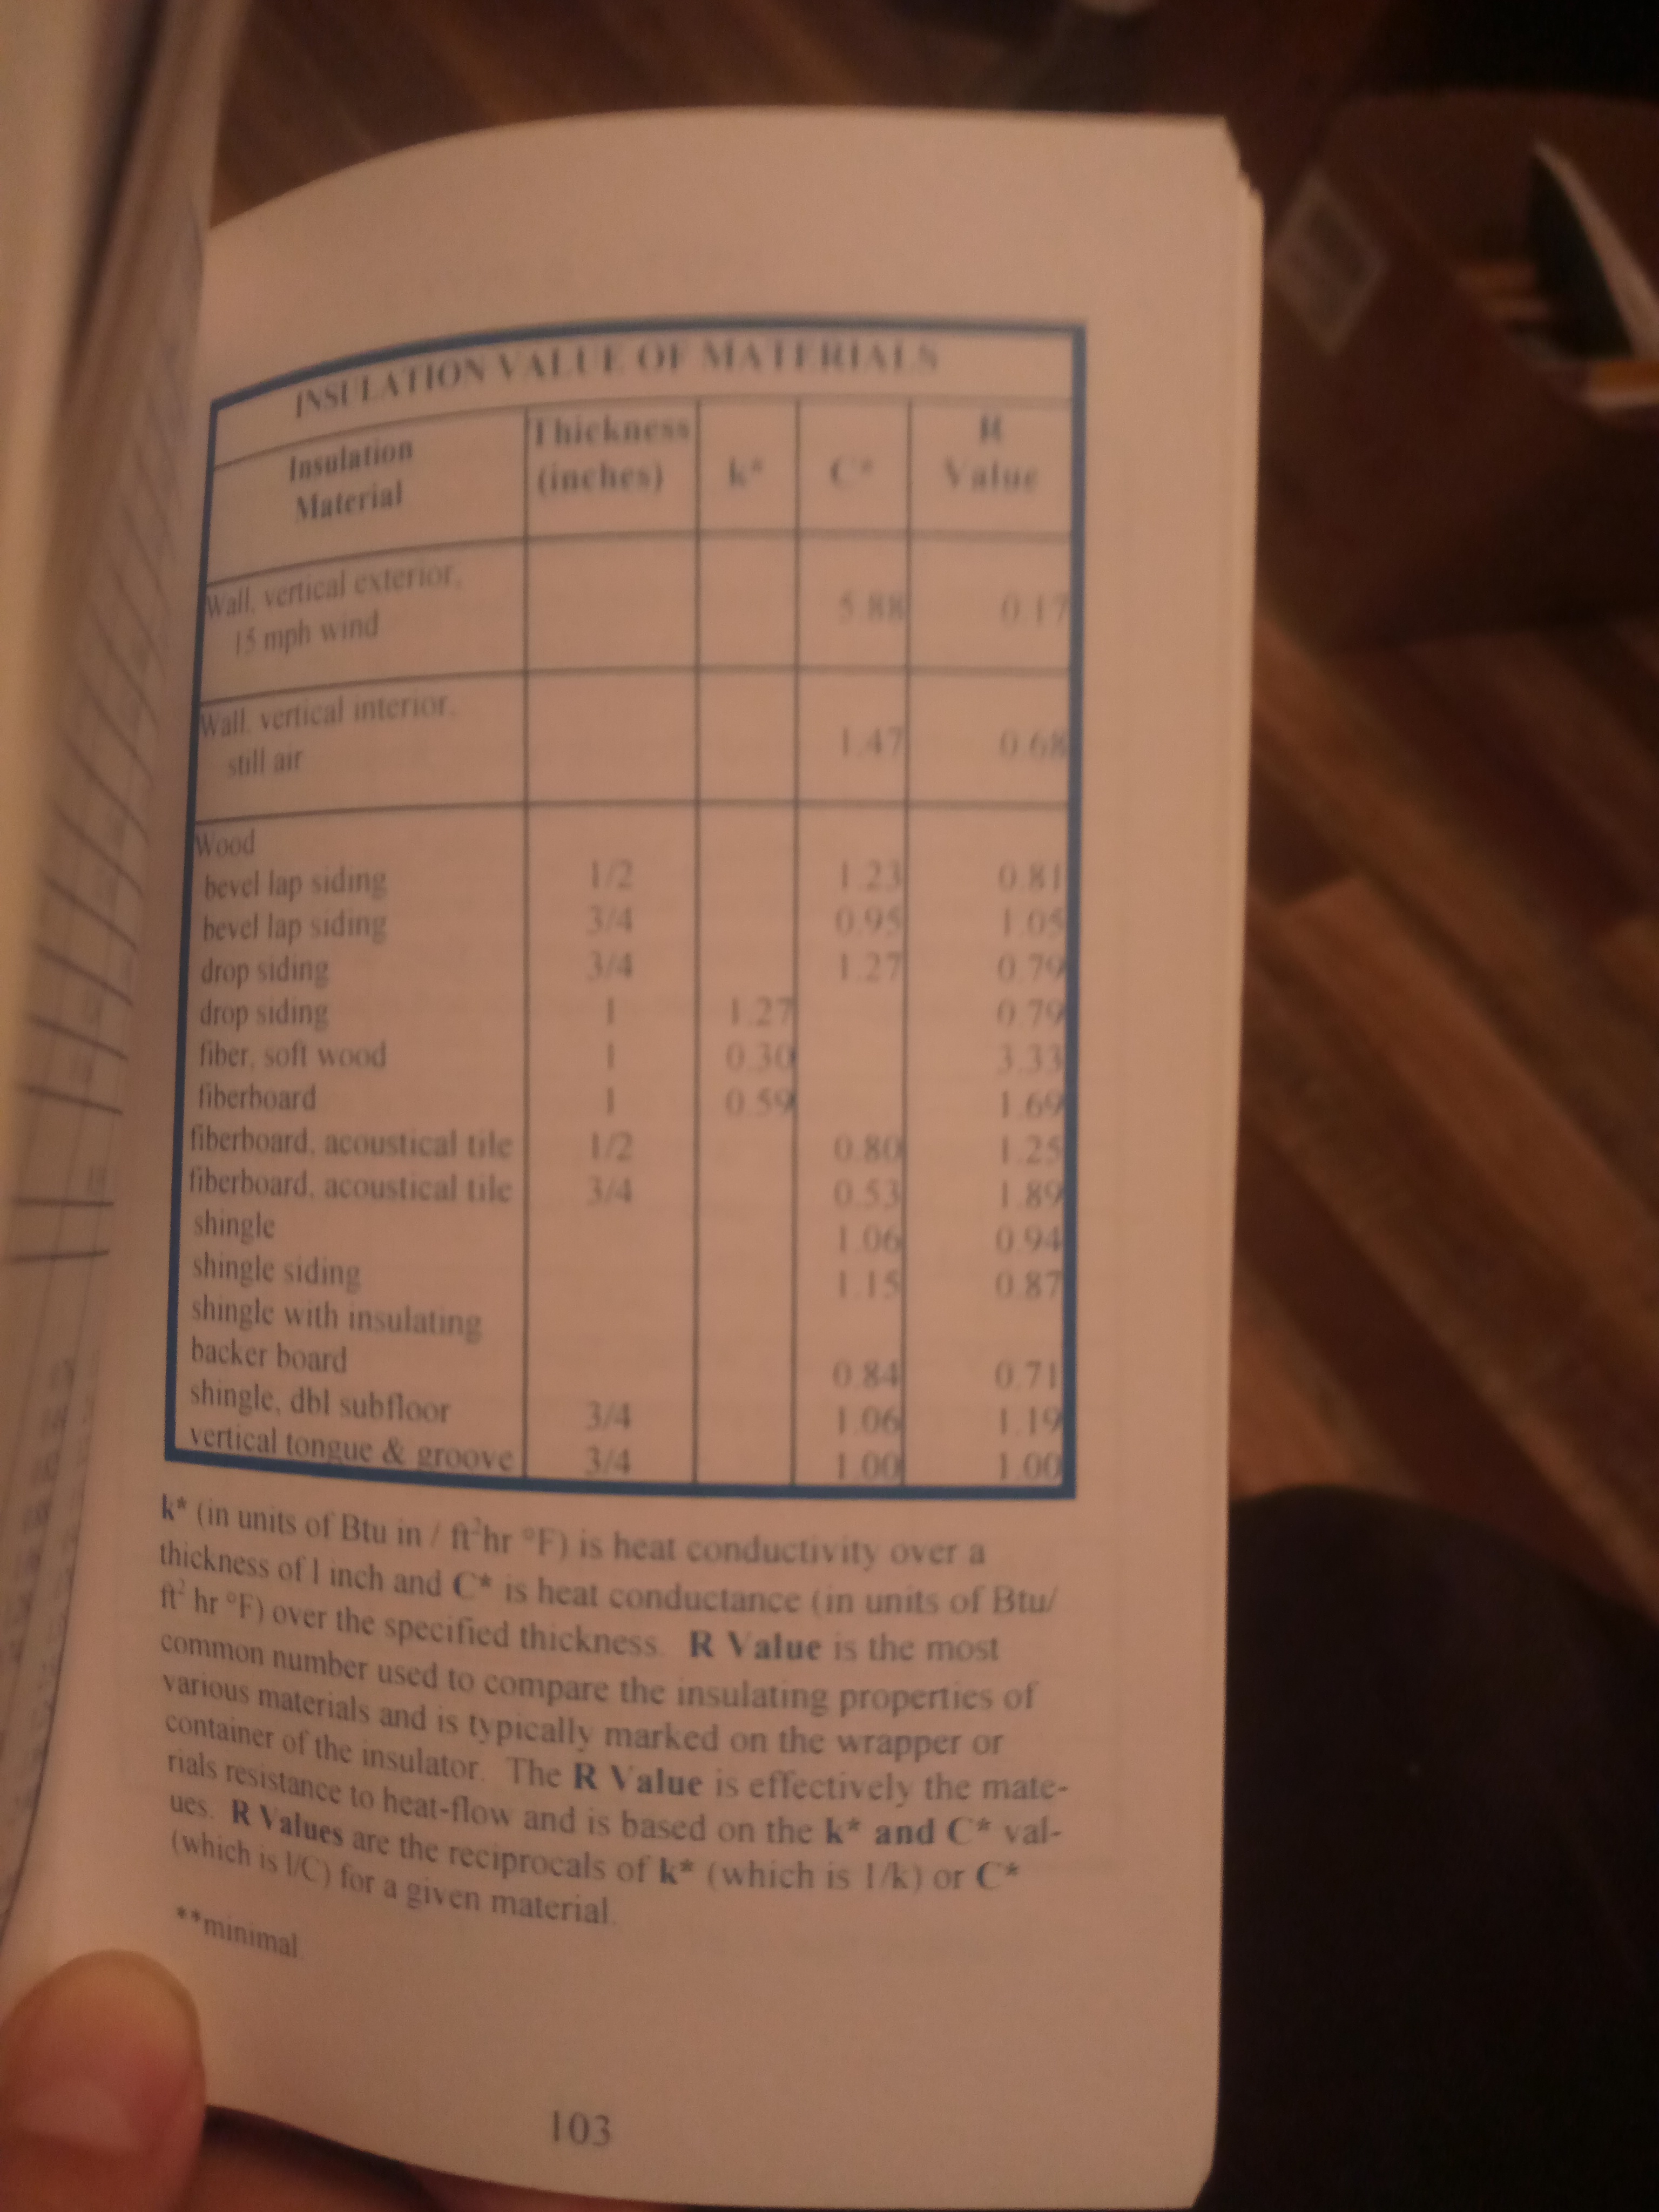 INSULATION VALUE OF MATERIALS
Insulation Material Thickness (inches) k* C* R Value
Wall, vertical exterior,
15 mph wind 5.88 0.17
Wall, vertical interior,
still air 1.47 0.68
Wood
bevel lap siding 1/2 1.23 0.81
bevel lap siding 3/4 0.95 1.05
drop siding 3/4 1.27 0.79
drop siding 1 1.27 0.79
fiber, soft wood 1 0.30 3.33
fiberboard 1 0.59 1.69
fiberboard, acoustical tile 1/2 0.80 1.25
fiberboard, acoustical tile 3/4 0.53 1.89
shingle 1.06 0.94
shingle siding 1.15 0.87
shingle with insulating
backer board 0.84 0.71
shingle, dbl subfloor 3/4 1.06 1.19
vertical tongue & groove 3/4 1.00 1.00
k* (in units of Btu in / ft²hr °F) is heat conductivity over a
thickness of 1 inch and C* is heat conductance (in units of Btu/
ft² hr °F) over the specified thickness. R Value is the most
common number used to compare the insulating properties of
various materials and is typically marked on the wrapper or
container of the insulator. The R Value is effectively the mate-
rials resistance to heat-flow and is based on the k* and C* val-
ues. R Values are the reciprocals of k* (which is 1/k) or C*
(which is 1/C) for a given material.
**minimal
103